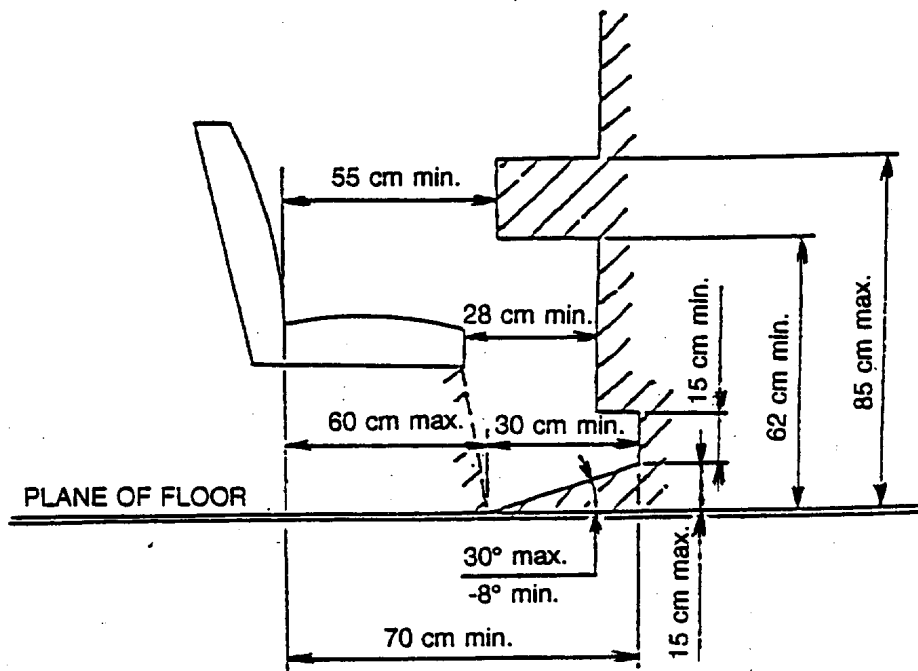 55 cm min.
28 cm min.
15 cm min.
62 cm min.
85 cm max.
60 cm max.
30 cm min.
PLANE OF FLOOR
30° max.
-8° min.
15 cm max.
70 cm min.